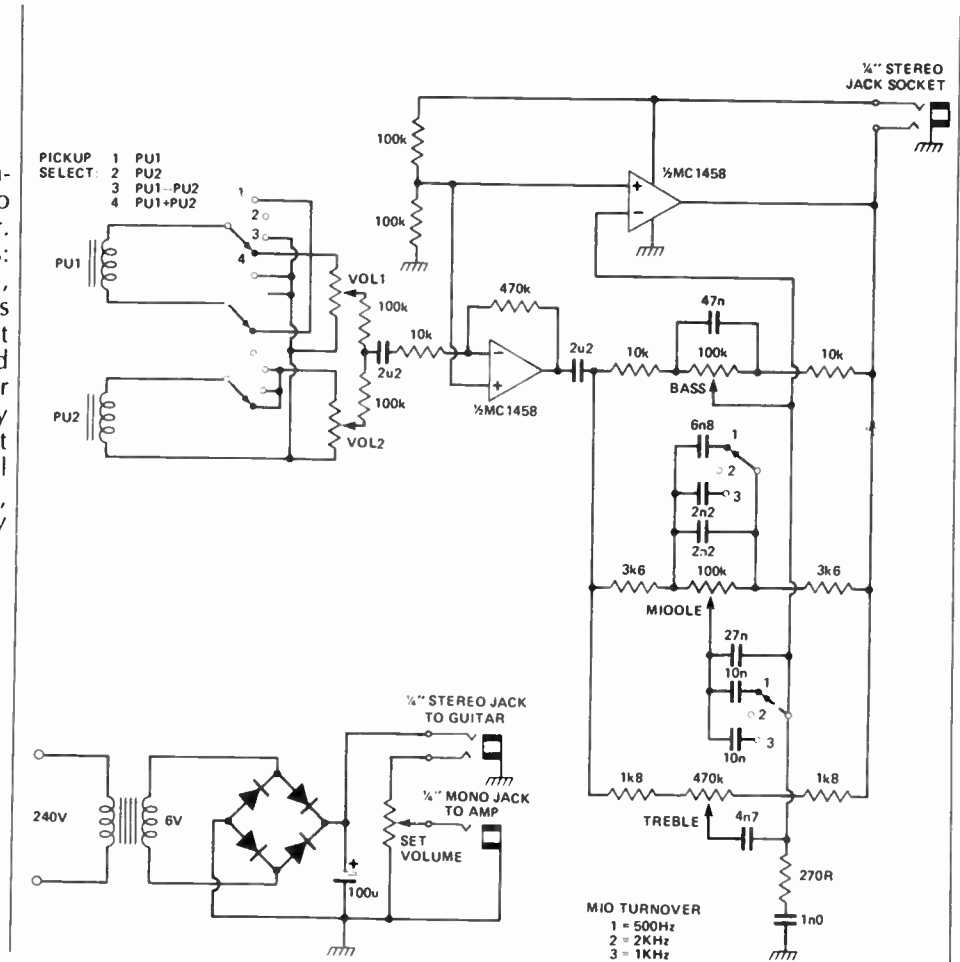 ¼" STEREO
JACK SOCKET
100k
PICKUP 1 PU1
SELECT: 2 PU2
3 PU1–PU2
4 PU1+PU2
½MC1458
+
−
100k
1
2
3
4
PU1
VOL1
100k
470k
47n
10k
2u2
10k
100k
10k
2u2
−
+
BASS
½MC1458
100k
PU2
VOL2
6n8
1
2
3
2n2
2n2
3k6
100k
3k6
MIOOLE
27n
10n
1
2
3
10n
¼" STEREO JACK
TO GUITAR
1k8
470k
1k8
¼" MONO JACK
TO AMP
240V
6V
TREBLE
4n7
SET
VOLUME
+
100u
270R
1n0
MIO TURNOVER
1 = 500Hz
2 = 2KHz
3 = 1KHz